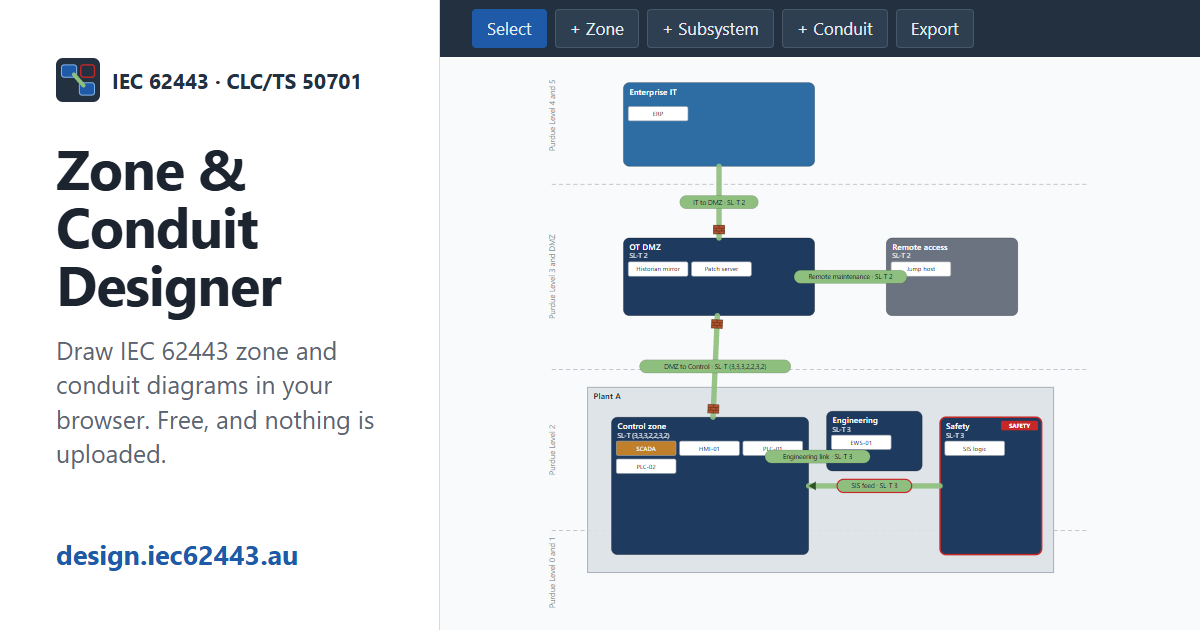 IEC 62443 · CLC/TS 50701
Zone &
Conduit
Designer
Draw IEC 62443 zone and
conduit diagrams in your
browser. Free, and nothing is
uploaded.
design.iec62443.au
Select
+ Zone
+ Subsystem
+ Conduit
Export
Purdue Level 4 and 5
Enterprise IT
ERP
IT to DMZ · SL-T 2
Purdue Level 3 and DMZ
OT DMZ
SL-T 2
Historian mirror
Patch server
Remote maintenance · SL-T 2
Remote access
SL-T 2
Jump host
DMZ to Control · SL-T (3,3,3,2,2,3,2)
Plant A
Purdue Level 2
Control zone
SL-T (3,3,3,2,2,3,2)
SCADA
HMI-01
PLC-01
PLC-02
Engineering
SL-T 3
EWS-01
Engineering link · SL-T 3
SIS feed · SL-T 3
Safety
SL-T 3
SAFETY
SIS logic
Purdue Level 0 and 1